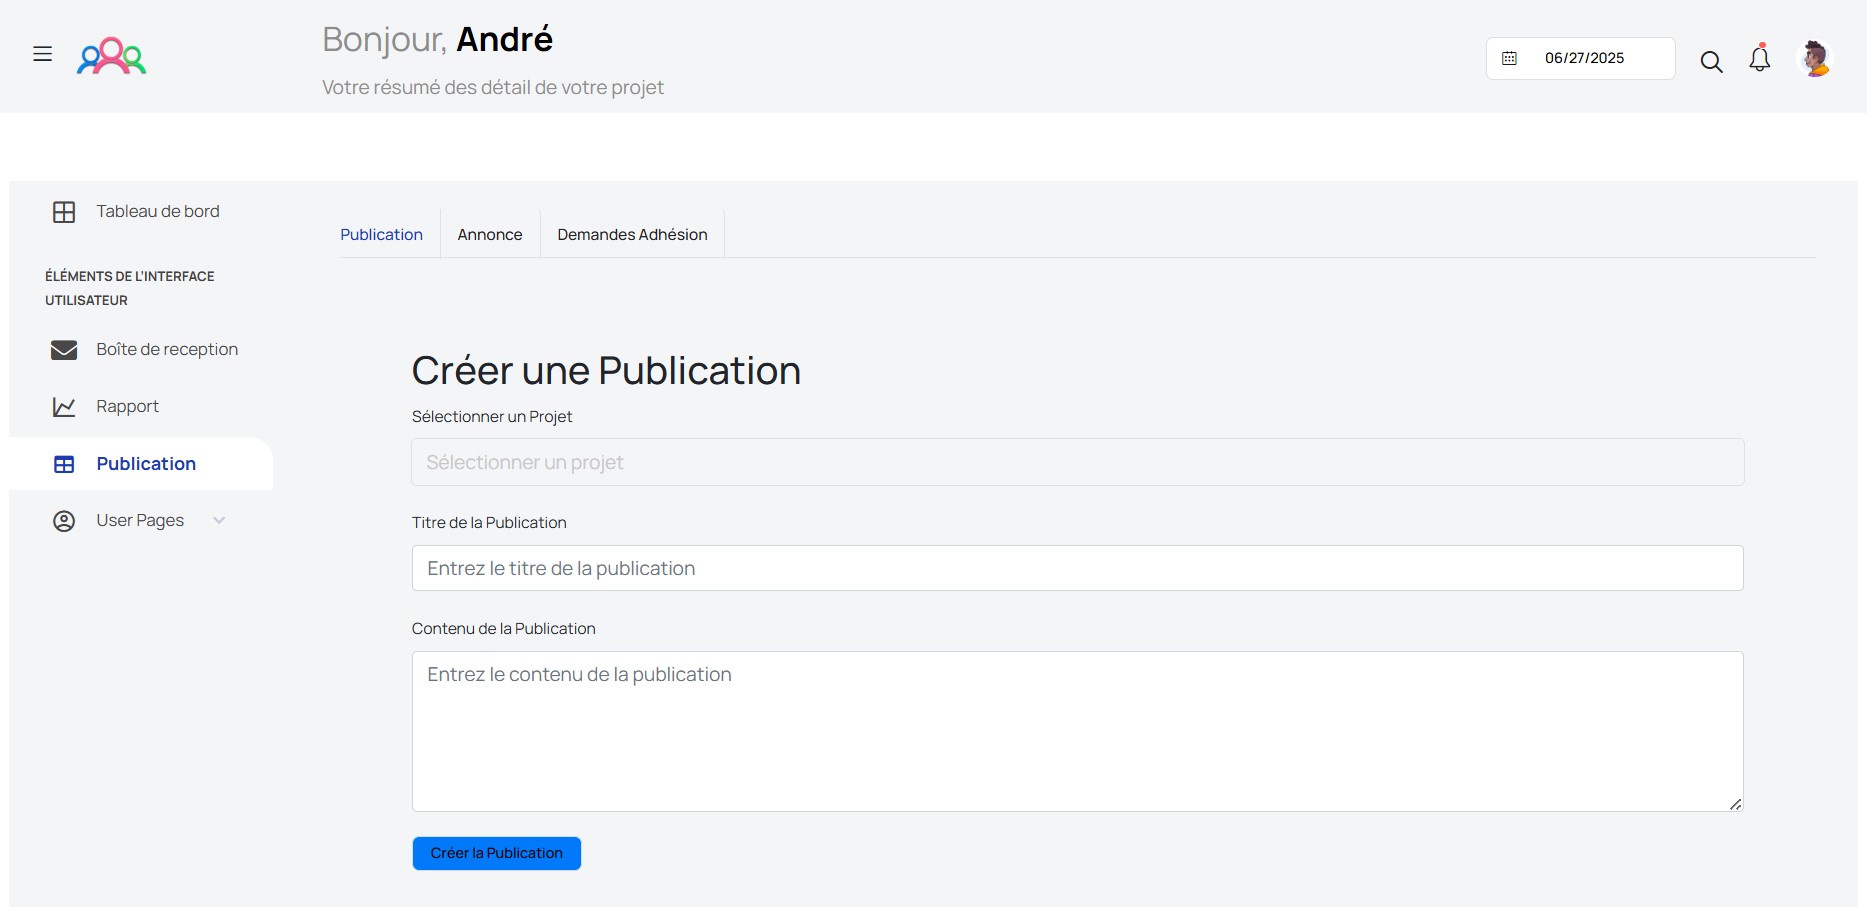 Bonjour, André
Votre résumé des détail de votre projet
06/27/2025
Tableau de bord
ÉLÉMENTS DE L'INTERFACE
UTILISATEUR
Boîte de reception
Rapport
Publication
User Pages
Publication
Annonce
Demandes Adhésion
Créer une Publication
Sélectionner un Projet
Sélectionner un projet
Titre de la Publication
Entrez le titre de la publication
Contenu de la Publication
Entrez le contenu de la publication
Créer la Publication